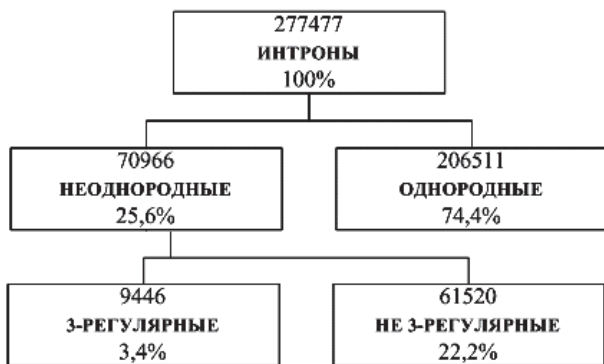 277477
ИНТРОНЫ
100%
70966
НЕОДНОРОДНЫЕ
25,6%
206511
ОДНОРОДНЫЕ
74,4%
9446
3-РЕГУЛЯРНЫЕ
3,4%
61520
НЕ 3-РЕГУЛЯРНЫЕ
22,2%